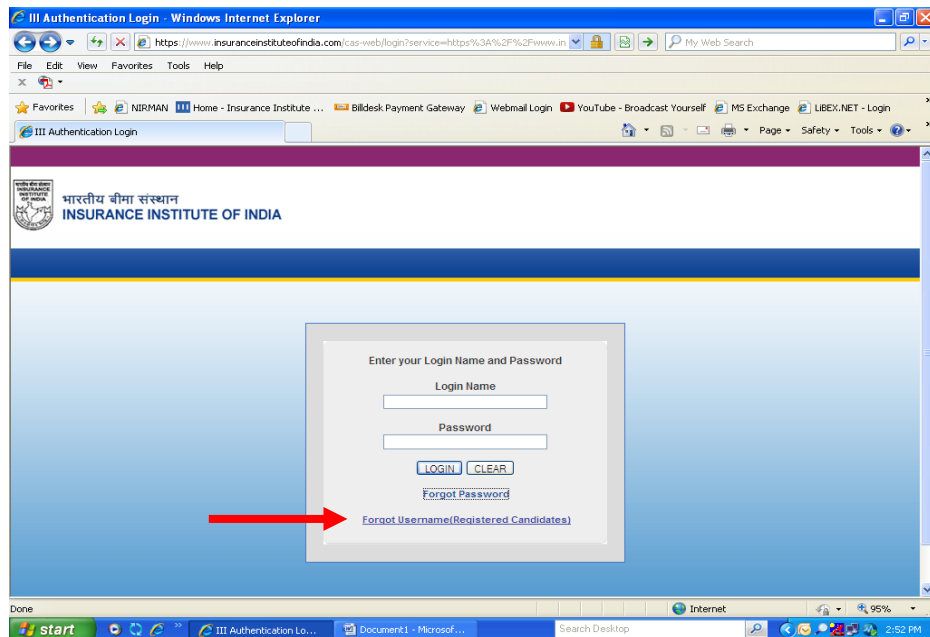 III Authentication Login - Windows Internet Explorer
https://www.insuranceinstituteofindia.com/cas-web/login?service=https%3A%2F%2Fwww.in
My Web Search
File Edit View Favorites Tools Help
Favorites NIRMAN Home - Insurance Institute ... Billdesk Payment Gateway Webmail Login YouTube - Broadcast Yourself MS Exchange LiBEX.NET - Login
III Authentication Login
Page Safety Tools
भारतीय बीमा संस्थान
INSURANCE INSTITUTE OF INDIA
Enter your Login Name and Password
Login Name
Password
LOGIN CLEAR
Forgot Password
Forgot Username(Registered Candidates)
Done Internet 95%
start III Authentication Lo... Document1 - Microsof... Search Desktop 2:52 PM